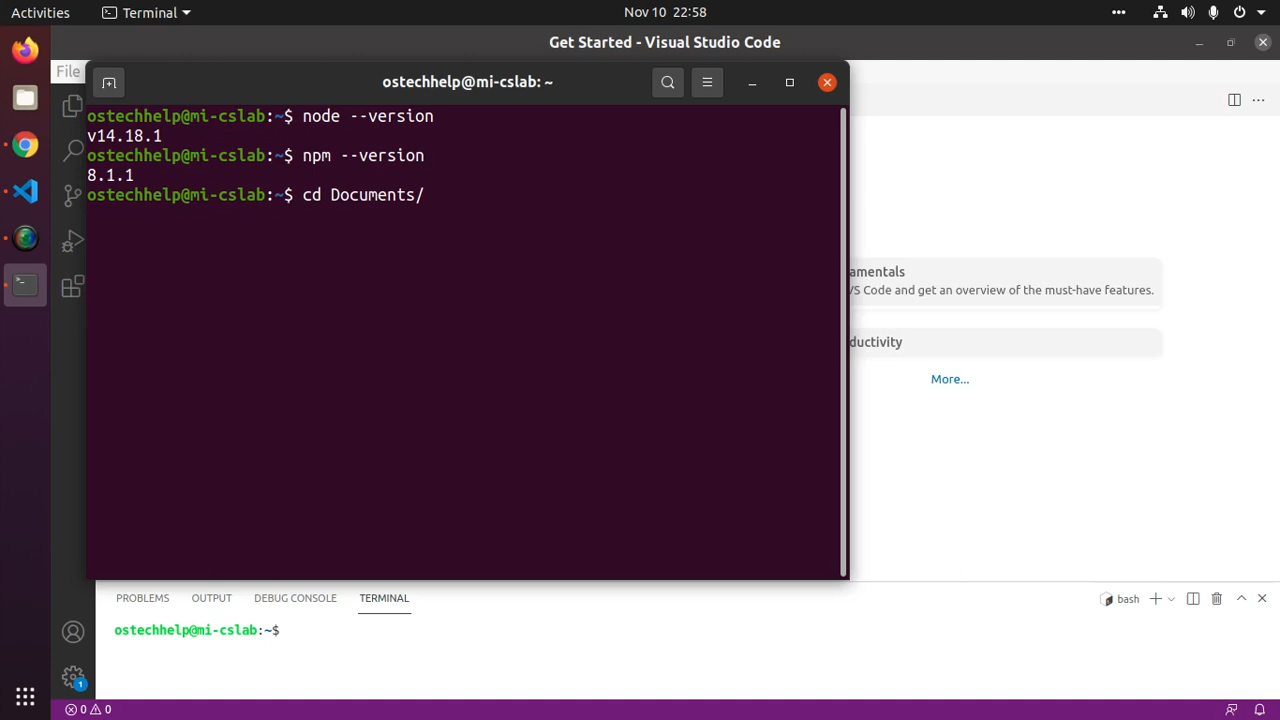 Activities
Terminal
Nov 10 22:58
Get Started - Visual Studio Code
File
ostechhelp@mi-cslab: ~
ostechhelp@mi-cslab:~$ node --version
v14.18.1
ostechhelp@mi-cslab:~$ npm --version
8.1.1
ostechhelp@mi-cslab:~$ cd Documents/
amentals
VS Code and get an overview of the must-have features.
ductivity
More...
PROBLEMS
OUTPUT
DEBUG CONSOLE
TERMINAL
bash
ostechhelp@mi-cslab:~$
1
0
0